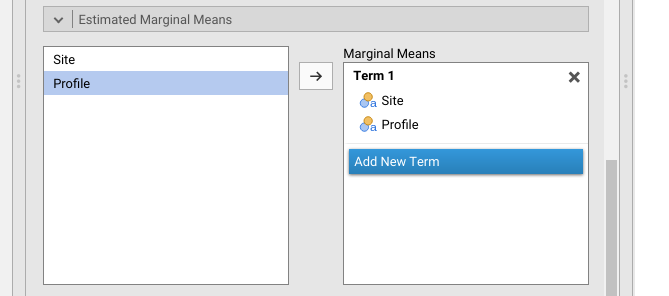 Estimated Marginal Means
Site
Profile
Marginal Means
Term 1
Site
Profile
Add New Term